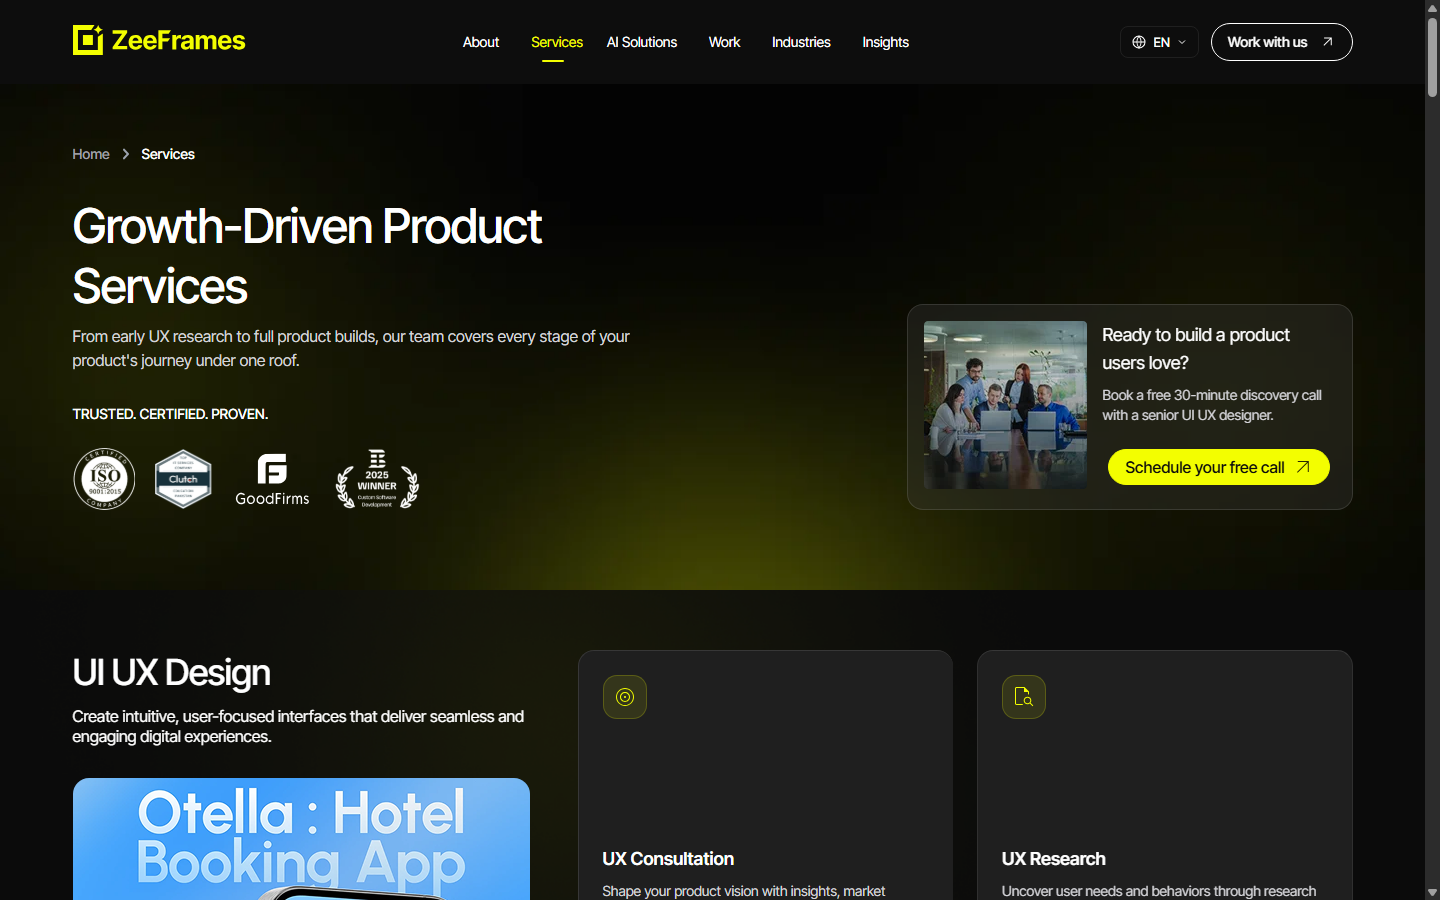 ZeeFrames
About
Services
AI Solutions
Work
Industries
Insights
EN
Work with us
Home
Services
Growth-Driven Product
Services
From early UX research to full product builds, our team covers every stage of your
product's journey under one roof.
TRUSTED. CERTIFIED. PROVEN.
CERTIFIED
ISO
9001:2015
COMPANY
Clutch
GoodFirms
2025
WINNER
Custom Software
Development
Ready to build a product
users love?
Book a free 30-minute discovery call
with a senior UI UX designer.
Schedule your free call
UI UX Design
Create intuitive, user-focused interfaces that deliver seamless and
engaging digital experiences.
Otella : Hotel
Booking App
UX Consultation
Shape your product vision with insights, market
UX Research
Uncover user needs and behaviors through research